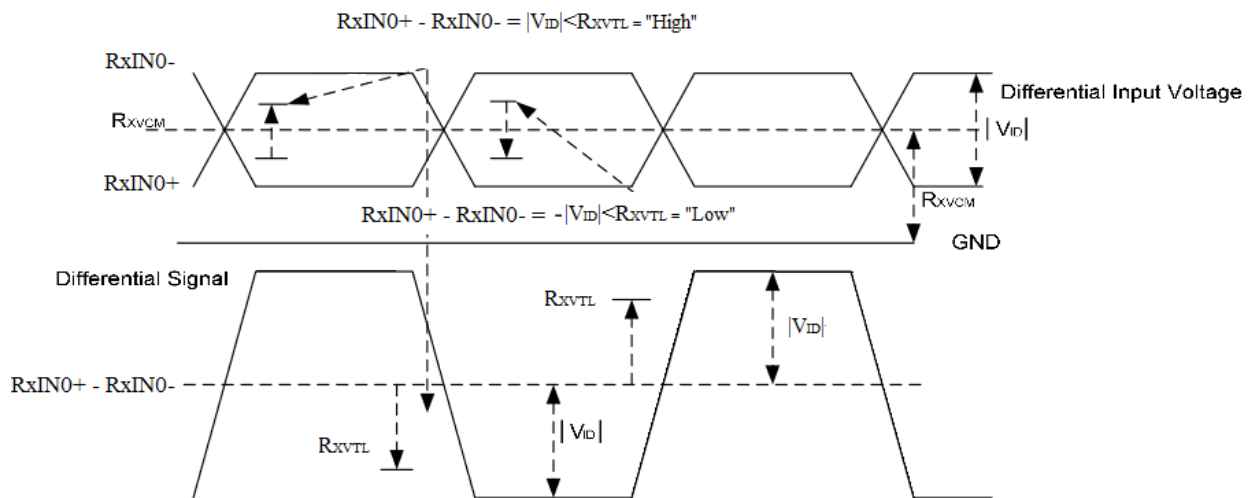 RxIN0+ - RxIN0- = |VID|<RXVTL = "High"
RxIN0-
Differential Input Voltage
RXVCM
|VID|
RxIN0+
RXVCM
RxIN0+ - RxIN0- = -|VID|<RXVTL = "Low"
GND
Differential Signal
RXVTL
|VID|
RxIN0+ - RxIN0-
RXVTL
|VID|